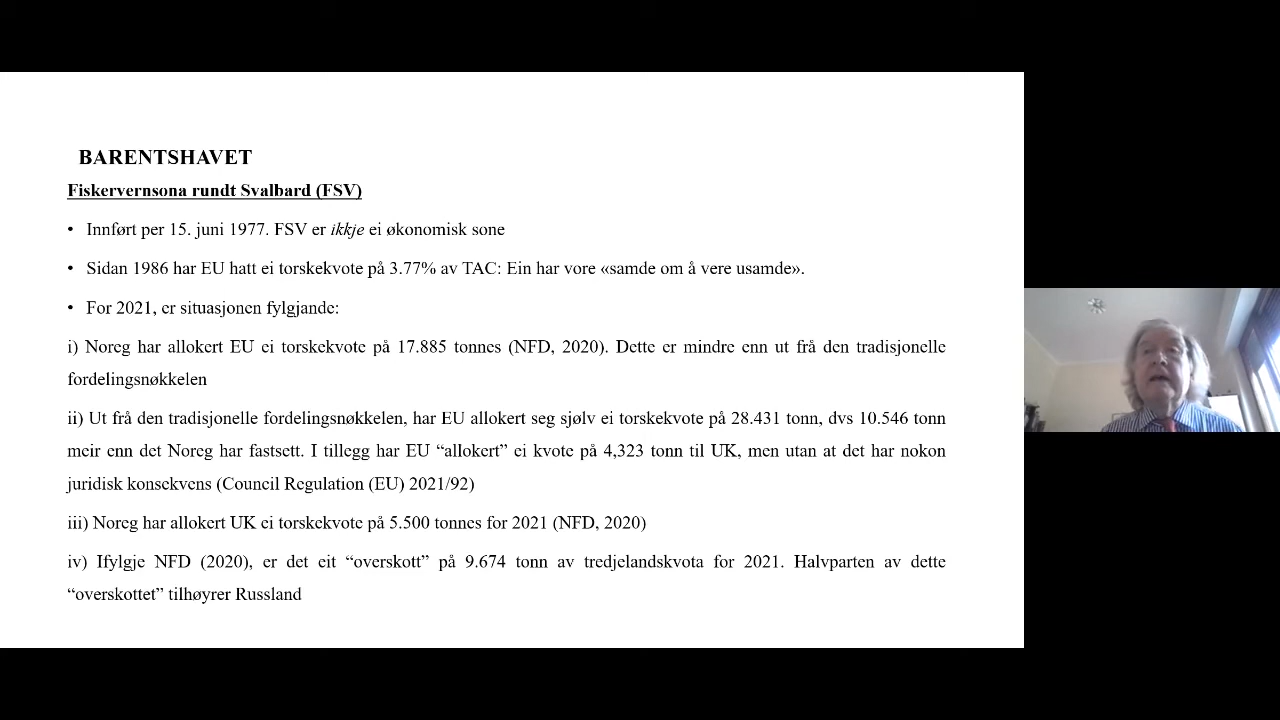 BARENTSHAVET
Fiskervernsona rundt Svalbard (FSV)
• Innført per 15. juni 1977. FSV er ikkje ei økonomisk sone
• Sidan 1986 har EU hatt ei torskekvote på 3.77% av TAC: Ein har vore «samde om å vere usamde».
• For 2021, er situasjonen fylgjande:
i) Noreg har allokert EU ei torskekvote på 17.885 tonnes (NFD, 2020). Dette er mindre enn ut frå den tradisjonelle
fordelingsnøkkelen
ii) Ut frå den tradisjonelle fordelingsnøkkelen, har EU allokert seg sjølv ei torskekvote på 28.431 tonn, dvs 10.546 tonn
meir enn det Noreg har fastsett. I tillegg har EU “allokert” ei kvote på 4,323 tonn til UK, men utan at det har nokon
juridisk konsekvens (Council Regulation (EU) 2021/92)
iii) Noreg har allokert UK ei torskekvote på 5.500 tonnes for 2021 (NFD, 2020)
iv) Ifylgje NFD (2020), er det eit “overskott” på 9.674 tonn av tredjelandskvota for 2021. Halvparten av dette
“overskottet” tilhøyrer Russland